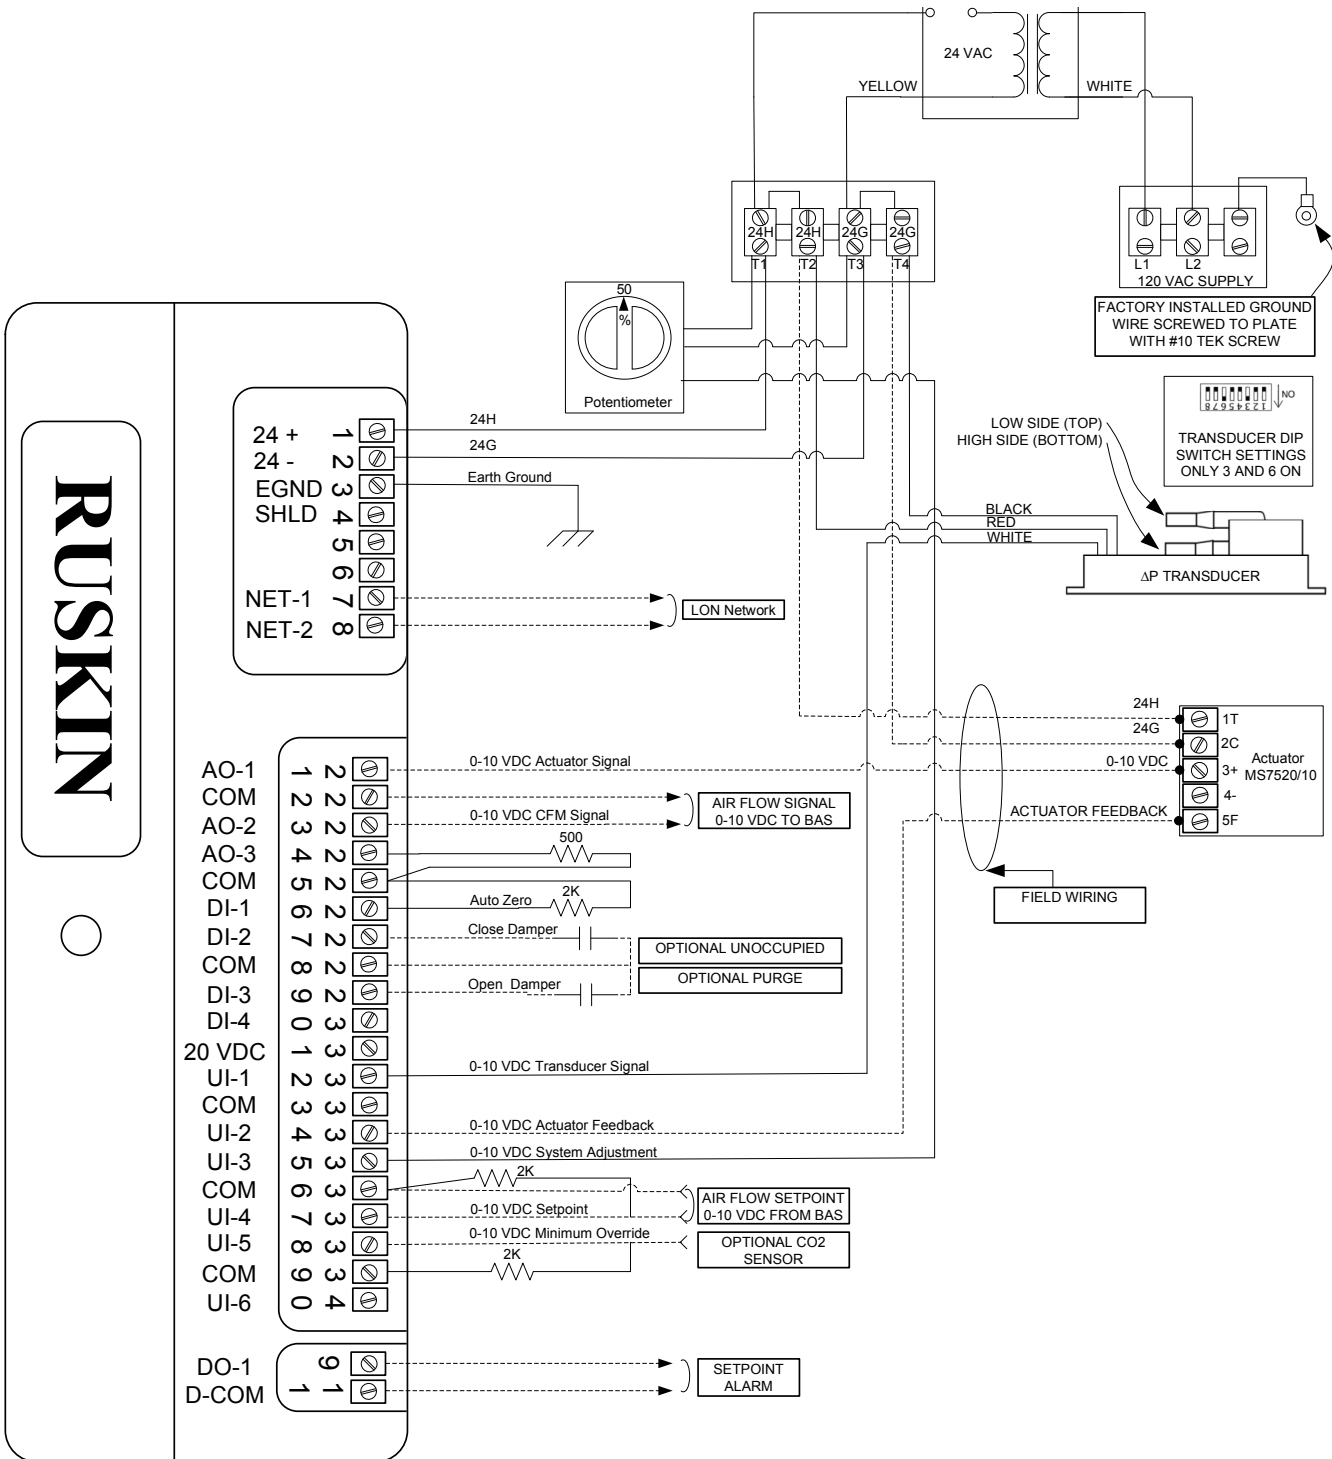 24 VAC
YELLOW
WHITE
24H
24H
24G
24G
T1
T2
T3
T4
L1
L2
120 VAC SUPPLY
FACTORY INSTALLED GROUND
WIRE SCREWED TO PLATE
WITH #10 TEK SCREW
50
%
Potentiometer
12345678
ON
TRANSDUCER DIP
SWITCH SETTINGS
ONLY 3 AND 6 ON
LOW SIDE (TOP)
HIGH SIDE (BOTTOM)
BLACK
RED
WHITE
ΔP TRANSDUCER
RUSKIN
24 + 1
24H
24 - 2
24G
EGND 3
Earth Ground
SHLD 4
5
6
NET-1 7
NET-2 8
LON Network
24H
1T
24G
2C
0-10 VDC
3+
Actuator
MS7520/10
4-
ACTUATOR FEEDBACK
5F
FIELD WIRING
AO-1 21
0-10 VDC Actuator Signal
COM 22
AO-2 23
0-10 VDC CFM Signal
AIR FLOW SIGNAL
0-10 VDC TO BAS
AO-3 24
500
COM 25
DI-1 26
Auto Zero
2K
DI-2 27
Close Damper
COM 28
OPTIONAL UNOCCUPIED
OPTIONAL PURGE
DI-3 29
Open Damper
DI-4 30
20 VDC 31
UI-1 32
0-10 VDC Transducer Signal
COM 33
UI-2 34
0-10 VDC Actuator Feedback
UI-3 35
0-10 VDC System Adjustment
COM 36
2K
UI-4 37
0-10 VDC Setpoint
AIR FLOW SETPOINT
0-10 VDC FROM BAS
UI-5 38
0-10 VDC Minimum Override
OPTIONAL CO2
SENSOR
COM 39
2K
UI-6 40
DO-1 9
D-COM 11
SETPOINT
ALARM